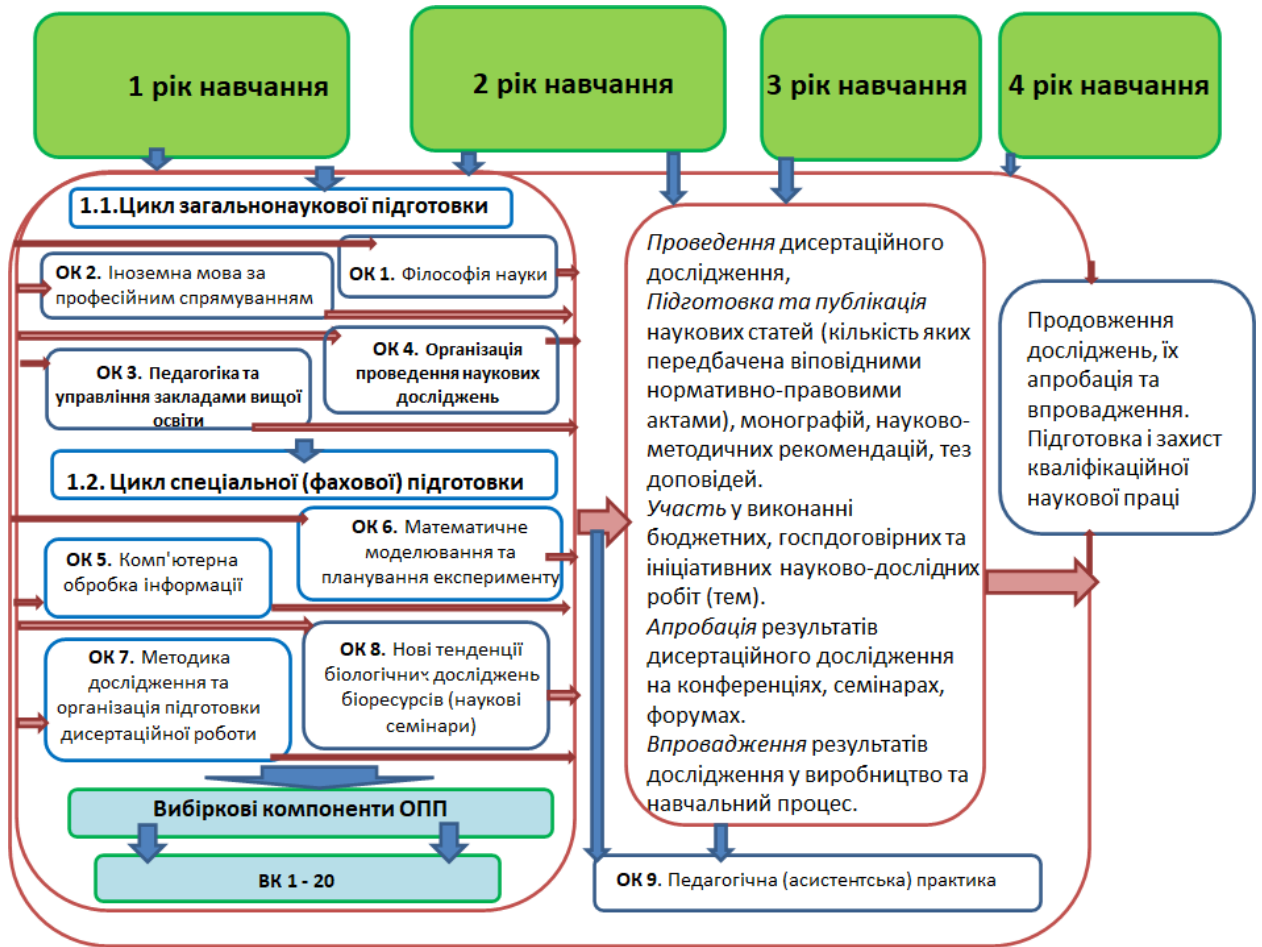 1 рік навчання
2 рік навчання
3 рік навчання
4 рік навчання
1.1.Цикл загальнонаукової підготовки
ОК 2. Іноземна мова за
професійним спрямуванням
ОК 1. Філософія науки
ОК 3. Педагогіка та
управління закладами вищої
освіти
ОК 4. Організація
проведення наукових
досліджень
1.2. Цикл спеціальної (фахової) підготовки
ОК 5. Комп'ютерна
обробка інформації
ОК 6. Математичне
моделювання та
планування експерименту
ОК 7. Методика
дослідження та
організація підготовки
дисертаційної роботи
ОК 8. Нові тенденції
біологічних досліджень
біоресурсів (наукові
семінари)
Вибіркові компоненти ОПП
ВК 1 - 20
Проведення дисертаційного
дослідження,
Підготовка та публікація
наукових статей (кількість яких
передбачена віповідними
нормативно-правовими
актами), монографій, науково-
методичних рекомендацій, тез
доповідей.
Участь у виконанні
бюджетних, госпдоговірних та
ініціативних науково-дослідних
робіт (тем).
Апробація результатів
дисертаційного дослідження
на конференціях, семінарах,
форумах.
Впровадження результатів
дослідження у виробництво та
навчальний процес.
ОК 9. Педагогічна (асистентська) практика
Продовження
досліджень, їх
апробація та
впровадження.
Підготовка і захист
кваліфікаційної
наукової праці